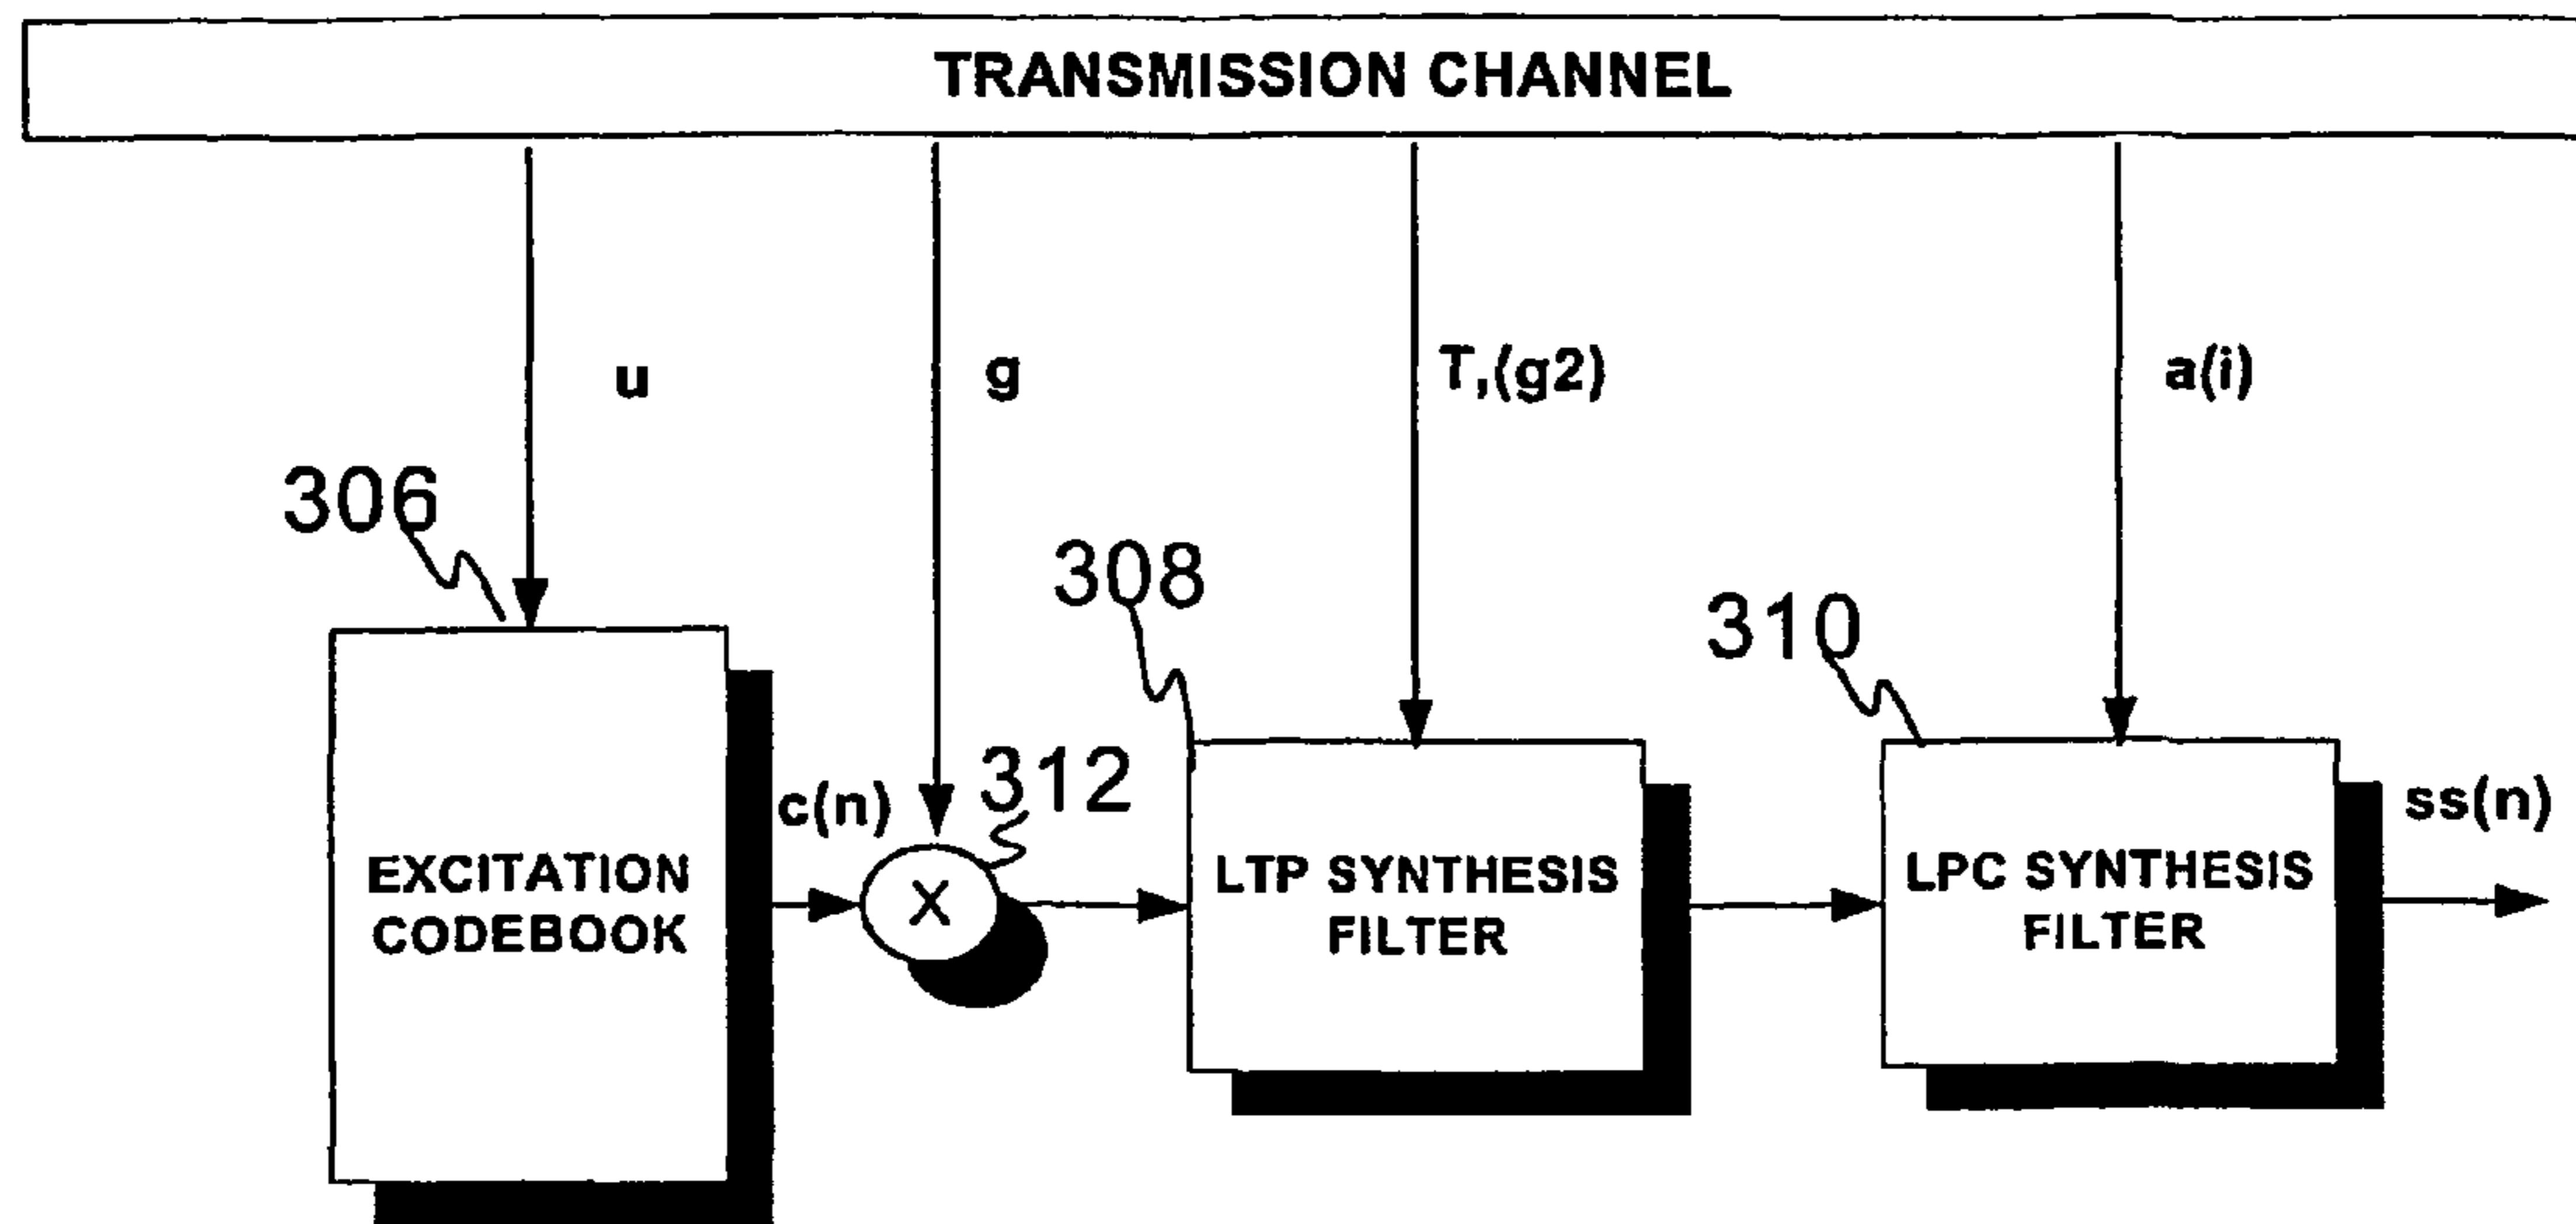 TRANSMISSION CHANNEL
u
g
T,(g2)
a(i)
306
308
310
312
c(n)
ss(n)
EXCITATION
CODEBOOK
X
LTP SYNTHESIS
FILTER
LPC SYNTHESIS
FILTER